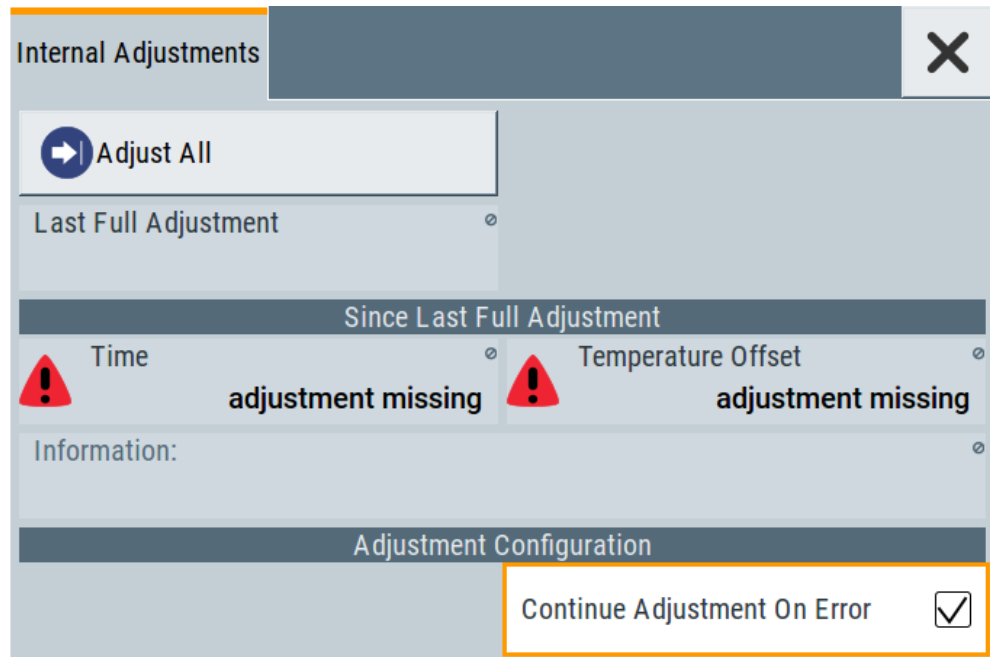 Internal Adjustments
Adjust All
Last Full Adjustment
Since Last Full Adjustment
Time
adjustment missing
Temperature Offset
adjustment missing
Information:
Adjustment Configuration
Continue Adjustment On Error